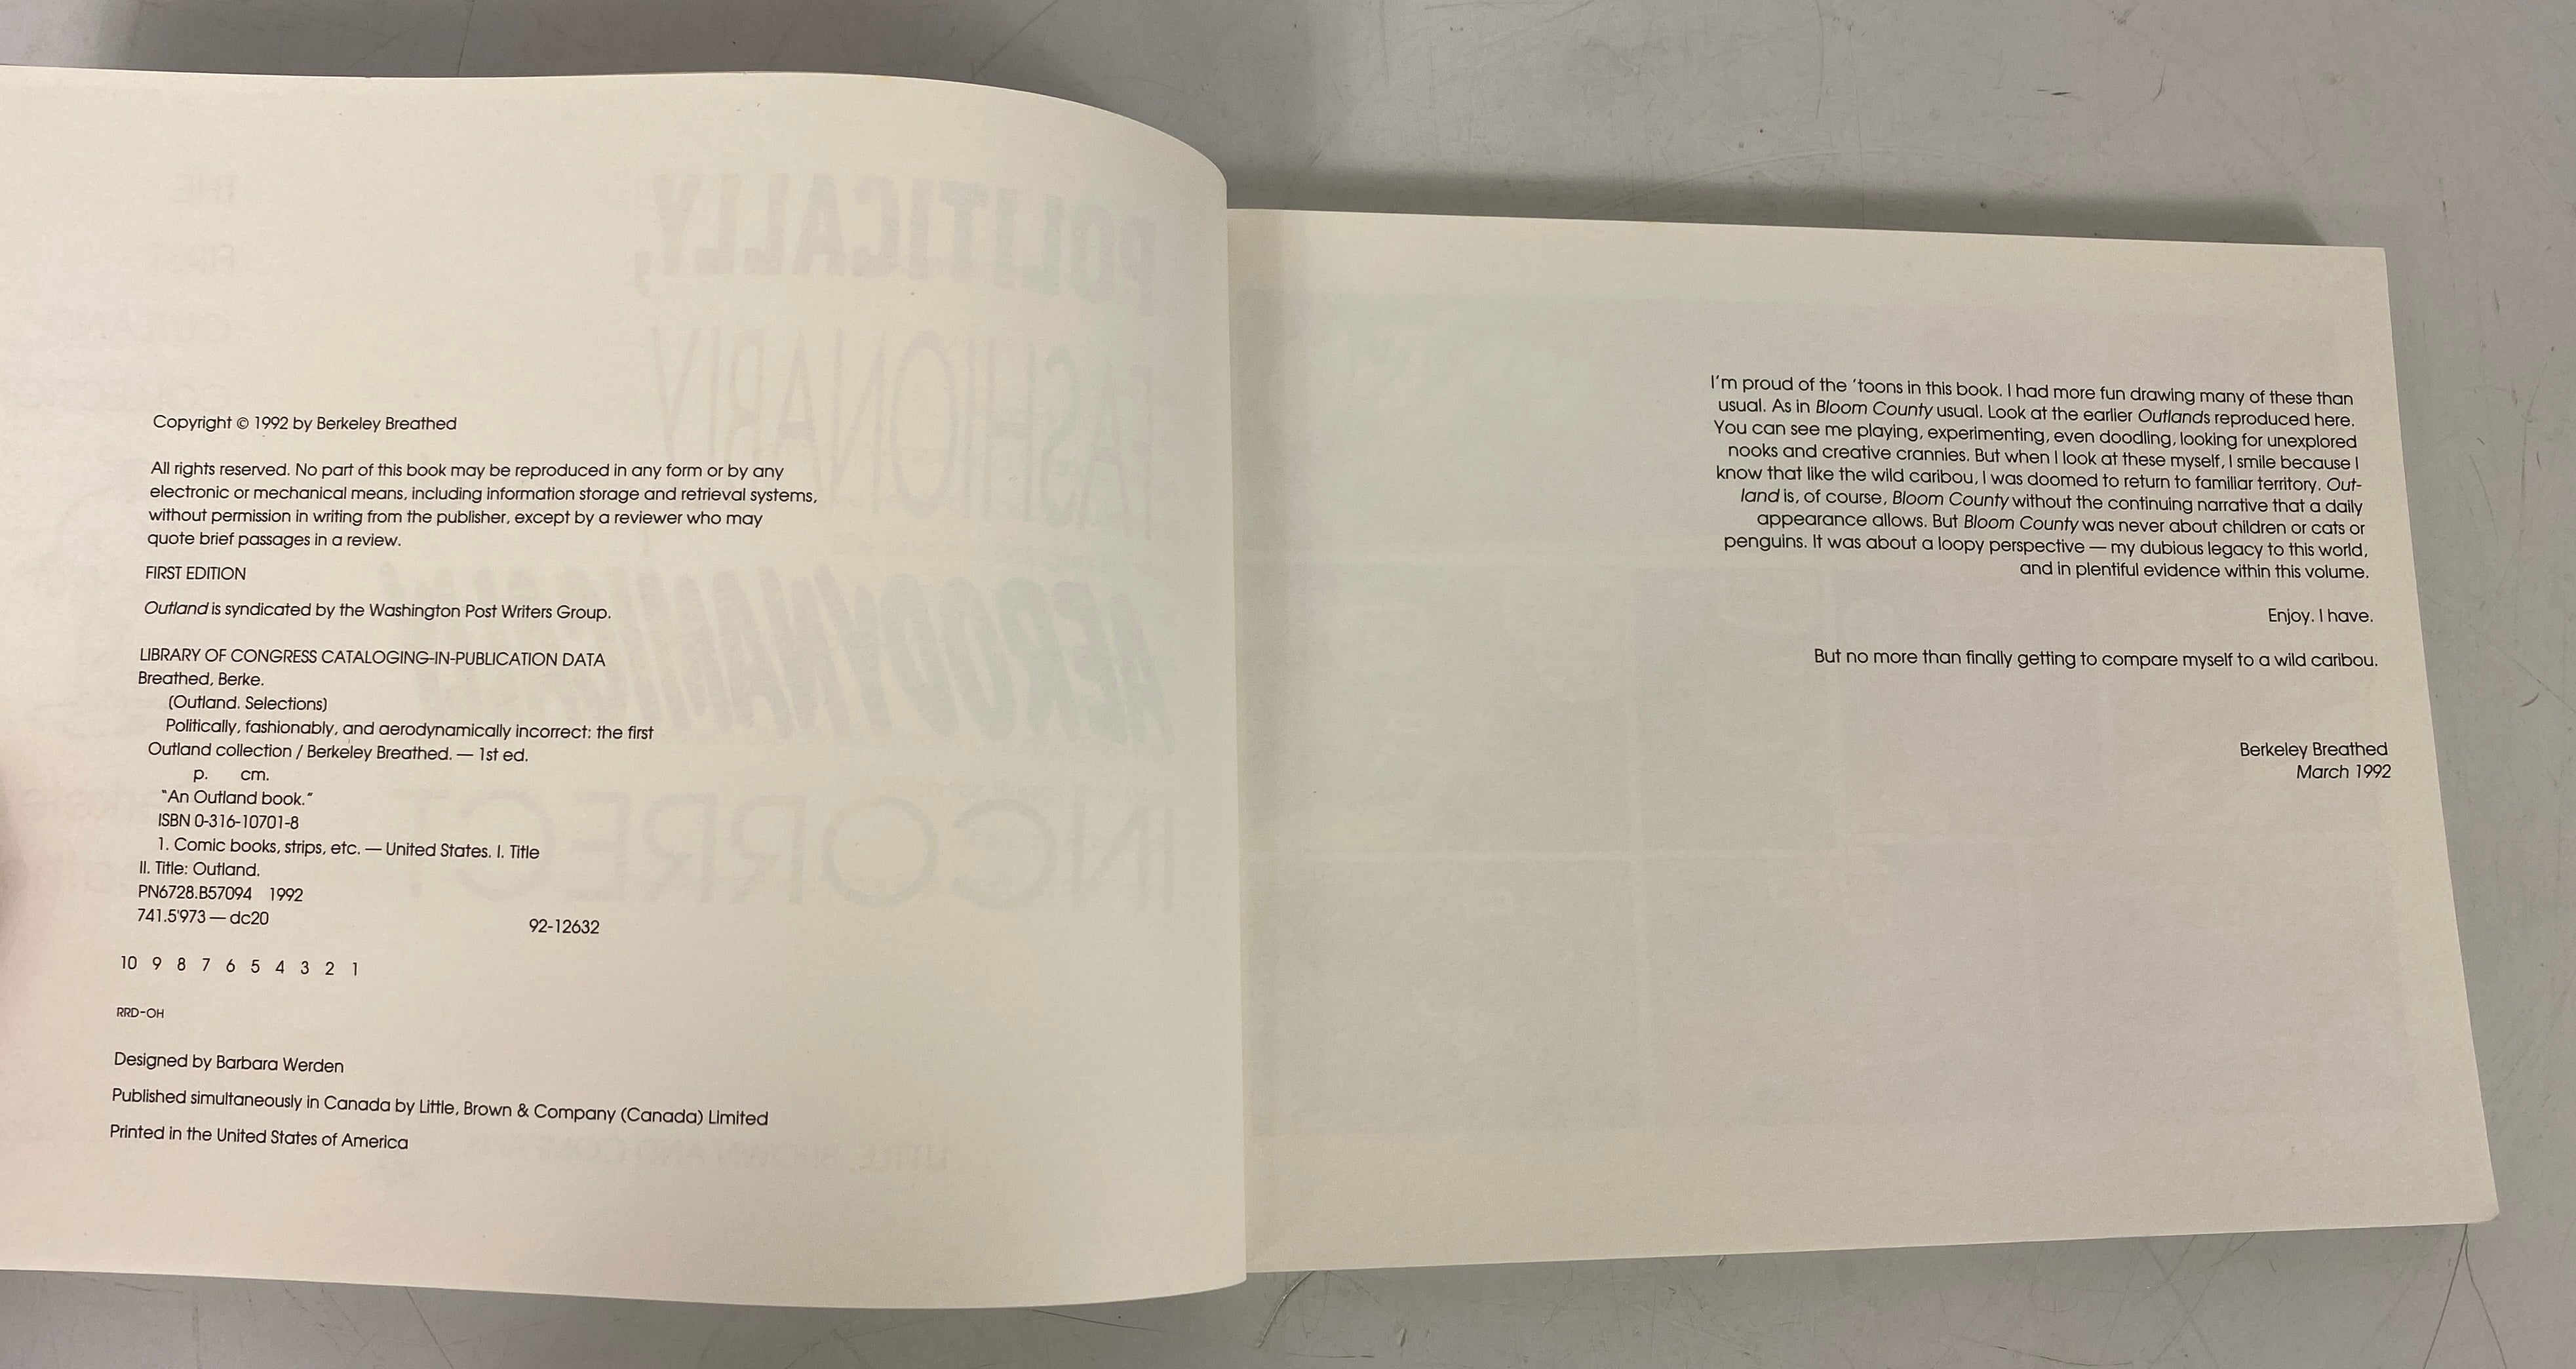 Copyright © 1992 by Berkeley Breathed
All rights reserved. No part of this book may be reproduced in any form or by any
electronic or mechanical means, including information storage and retrieval systems,
without permission in writing from the publisher, except by a reviewer who may
quote brief passages in a review.
FIRST EDITION
Outland is syndicated by the Washington Post Writers Group.
LIBRARY OF CONGRESS CATALOGING-IN-PUBLICATION DATA
Breathed, Berke.
(Outland. Selections)
Politically, fashionably, and aerodynamically incorrect: the first
Outland collection / Berkeley Breathed. — 1st ed.
p. cm.
"An Outland book."
ISBN 0-316-10701-8
1. Comic books, strips, etc. — United States. I. Title
II. Title: Outland.
PN6728.B57094 1992
741.5'973 — dc20 92-12632
10 9 8 7 6 5 4 3 2 1
RRD-OH
Designed by Barbara Werden
Published simultaneously in Canada by Little, Brown & Company (Canada) Limited
Printed in the United States of America
I'm proud of the 'toons in this book. I had more fun drawing many of these than
usual. As in Bloom County usual. Look at the earlier Outlands reproduced here.
You can see me playing, experimenting, even doodling, looking for unexplored
nooks and creative crannies. But when I look at these myself, I smile because I
know that like the wild caribou, I was doomed to return to familiar territory. Out-
land is, of course, Bloom County without the continuing narrative that a daily
appearance allows. But Bloom County was never about children or cats or
penguins. It was about a loopy perspective — my dubious legacy to this world,
and in plentiful evidence within this volume.
Enjoy. I have.
But no more than finally getting to compare myself to a wild caribou.
Berkeley Breathed
March 1992